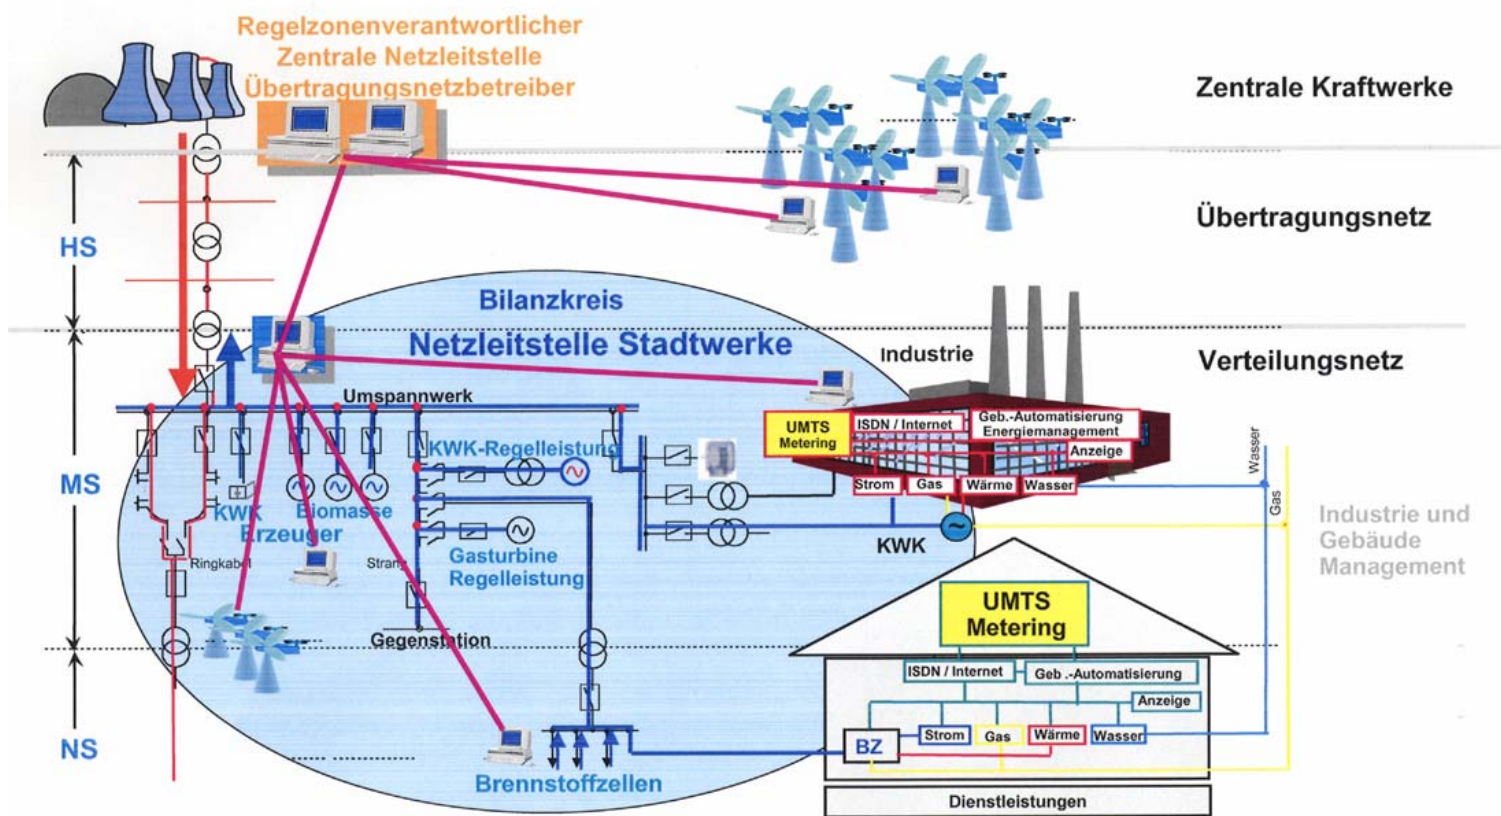 Regelzonenverantwortlicher
Zentrale Netzleitstelle
Übertragungsnetzbetreiber
Zentrale Kraftwerke
Übertragungsnetz
HS
Bilanzkreis
Netzleitstelle Stadtwerke
Industrie
Verteilungsnetz
Umspannwerk
UMTS
Metering
ISDN / Internet
Geb.-Automatisierung
Energiemanagement
Anzeige
KWK-Regelleistung
Strom
Gas
Wärme
Wasser
Wasser
Gas
MS
KWK
Biomasse
Erzeuger
Industrie und
Gebäude
Management
KWK
Ringkabel
Strang
Gasturbine
Regelleistung
UMTS
Metering
Gegenstation
ISDN / Internet
Geb .-Automatisierung
Anzeige
NS
BZ
Strom
Gas
Wärme
Wasser
Brennstoffzellen
Dienstleistungen